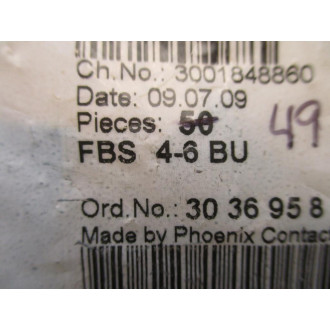 Ch.No.: 3001848860
Date: 09.07.09
Pieces: 50 49
FBS 4-6 BU
Ord.No.: 30 36 95 8
Made by Phoenix Contact